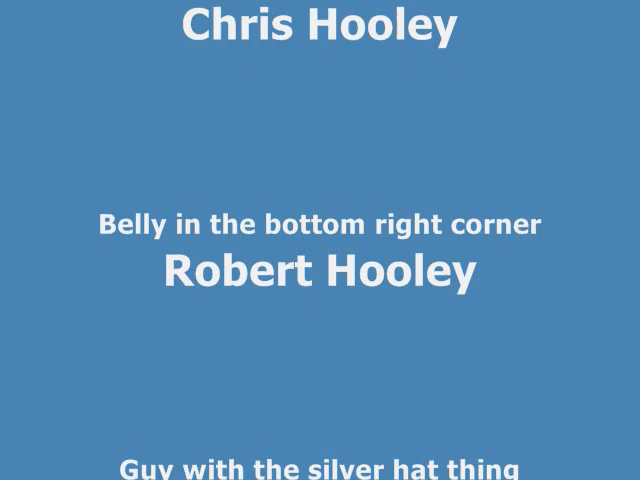 Chris Hooley
Belly in the bottom right corner
Robert Hooley
Guy with the silver hat thing